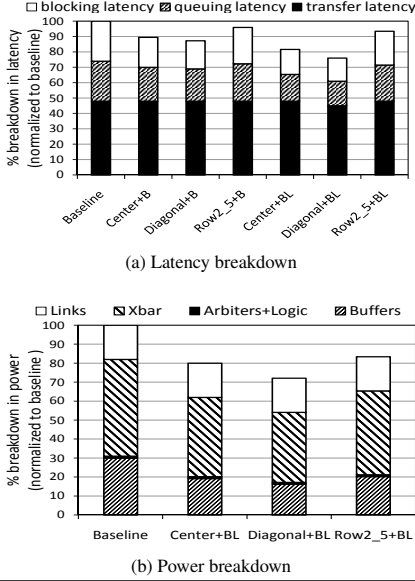 blocking latency queuing latency transfer latency
% breakdown in latency
(normalized to baseline)
100
90
80
70
60
50
40
30
20
10
0
Baseline
Center+B
Diagonal+B
Row2_5+B
Center+BL
Diagonal+BL
Row2_5+BL
(a) Latency breakdown
Links Xbar Arbiters+Logic Buffers
% breakdown in power
(normalized to baseline )
100
90
80
70
60
50
40
30
20
10
0
Baseline Center+BL Diagonal+BL Row2_5+BL
(b) Power breakdown